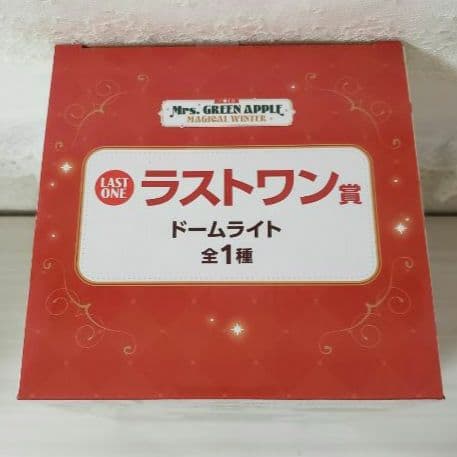 Mrs. GREEN APPLE
MAGICAL WINTER
LAST
ONE
ラストワン賞
ドームライト
全1種